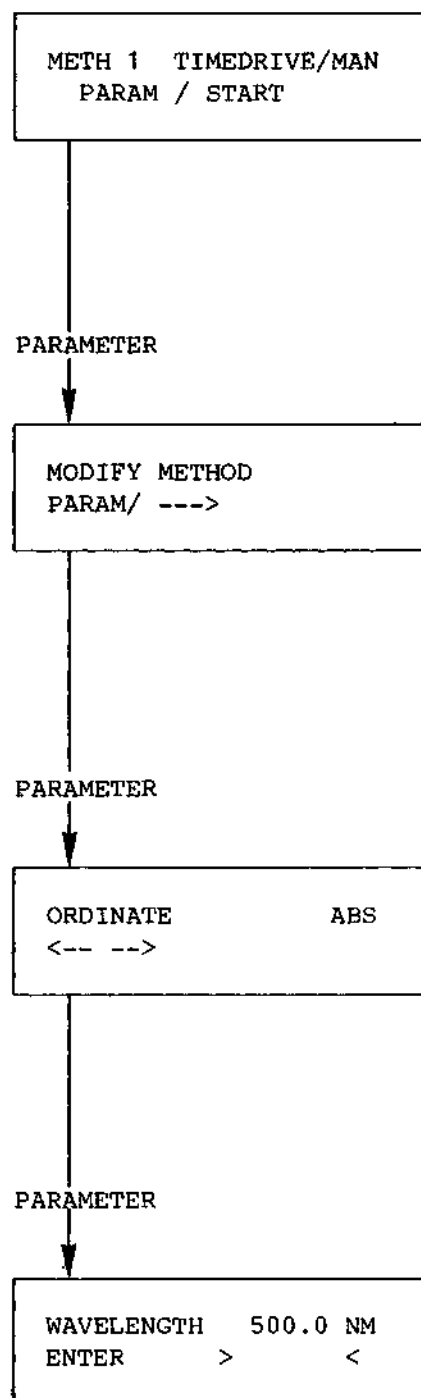 METH 1 TIMEDRIVE/MAN
PARAM / START
PARAMETER
MODIFY METHOD
PARAM/ --->
PARAMETER
ORDINATE ABS
<-- -->
PARAMETER
WAVELENGTH 500.0 NM
ENTER > <